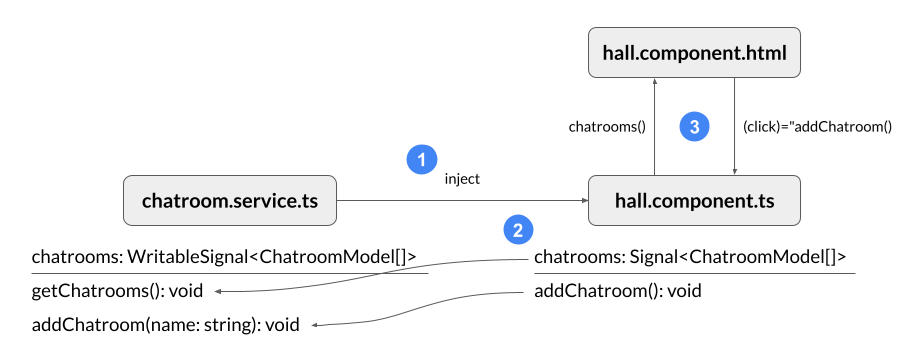 hall.component.html
chatrooms()
3
(click)="addChatroom()
1
inject
chatroom.service.ts
hall.component.ts
2
chatrooms: WritableSignal<ChatroomModel[]>
chatrooms: Signal<ChatroomModel[]>
getChatrooms(): void
addChatroom(): void
addChatroom(name: string): void